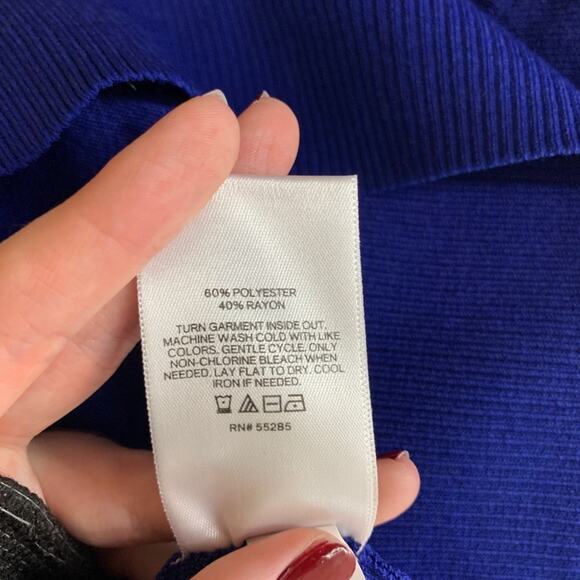 60% POLYESTER
40% RAYON
TURN GARMENT INSIDE OUT.
MACHINE WASH COLD WITH LIKE
COLORS. GENTLE CYCLE. ONLY
NON-CHLORINE BLEACH WHEN
NEEDED. LAY FLAT TO DRY. COOL
IRON IF NEEDED.
RN# 55285